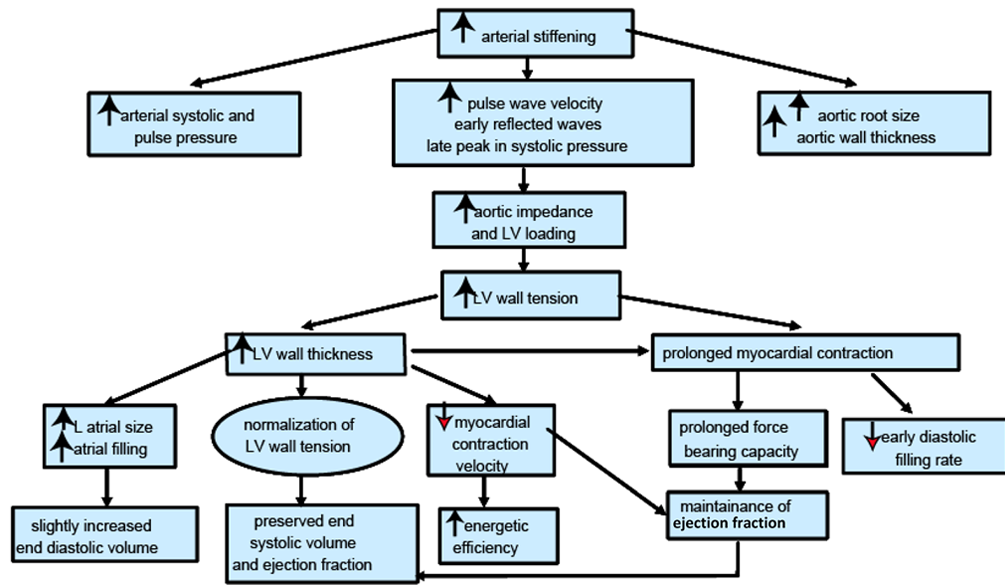 arterial stiffening
arterial systolic and
pulse pressure
pulse wave velocity
early reflected waves
late peak in systolic pressure
aortic root size
aortic wall thickness
aortic impedance
and LV loading
LV wall tension
LV wall thickness
prolonged myocardial contraction
L atrial size
atrial filling
normalization of
LV wall tension
myocardial
contraction
velocity
prolonged force
bearing capacity
early diastolic
filling rate
slightly increased
end diastolic volume
preserved end
systolic volume
and ejection fraction
energetic
efficiency
maintainance of
ejection fraction